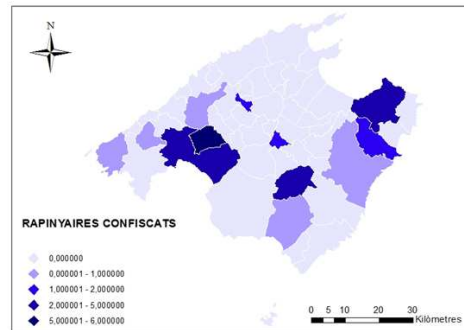 N
RAPINYAIRES CONFISCATS
0,000000
0,000001 - 1,000000
1,000001 - 2,000000
2,000001 - 5,000000
5,000001 - 6,000000
0 5 10 20 30
Kilómetres